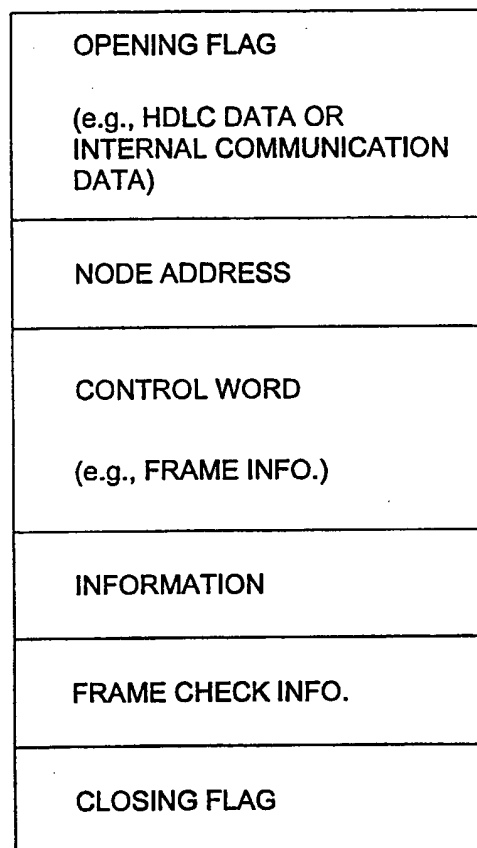 OPENING FLAG
(e.g., HDLC DATA OR
INTERNAL COMMUNICATION
DATA)
NODE ADDRESS
CONTROL WORD
(e.g., FRAME INFO.)
INFORMATION
FRAME CHECK INFO.
CLOSING FLAG